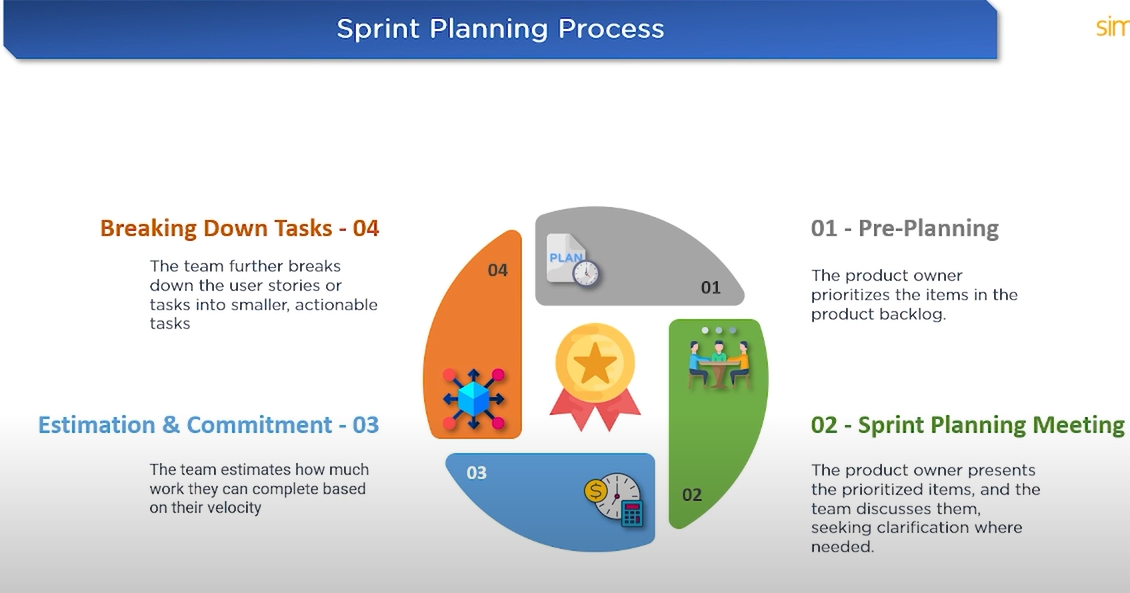 Sprint Planning Process
sim
Breaking Down Tasks - 04
The team further breaks
down the user stories or
tasks into smaller, actionable
tasks
01 - Pre-Planning
The product owner
prioritizes the items in the
product backlog.
04
PLAN
01
Estimation & Commitment - 03
The team estimates how much
work they can complete based
on their velocity
02 - Sprint Planning Meeting
The product owner presents
the prioritized items, and the
team discusses them,
seeking clarification where
needed.
03
$
02